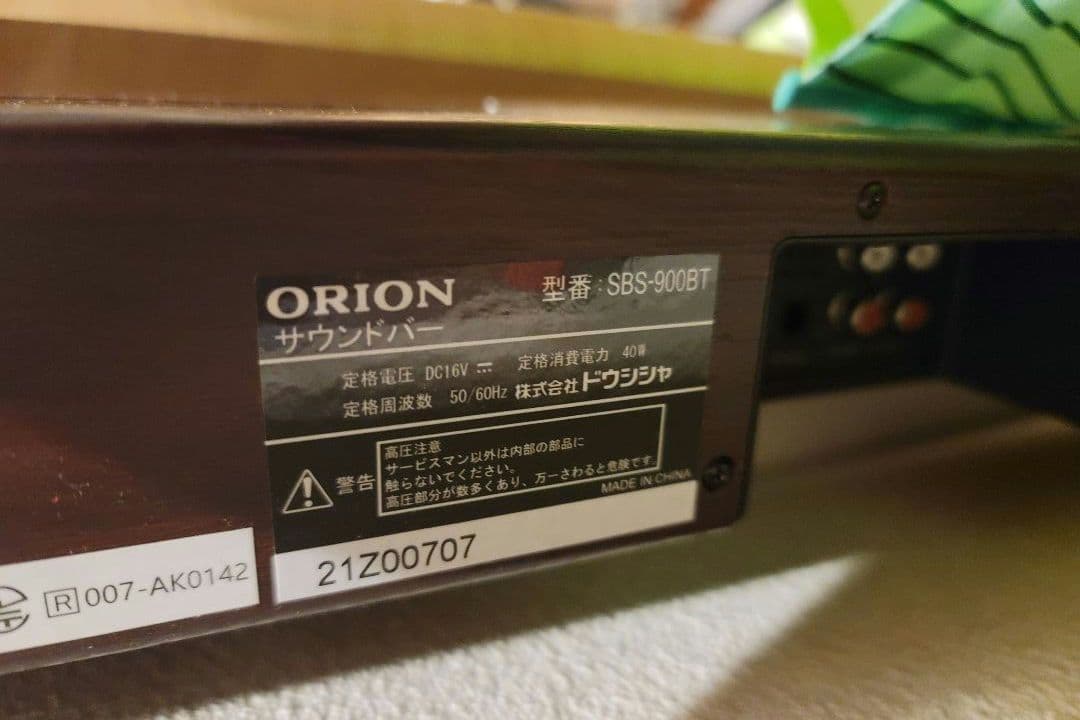 ORION 型番:SBS-900BT
サウンドバー
定格電圧 DC16V ⎓ 定格消費電力 40W
定格周波数 50/60Hz 株式会社ドウシシャ
警告
高圧注意
サービスマン以外は内部の部品に
触らないでください。
高圧部分が数多くあり、万一さわると危険です。
MADE IN CHINA
21Z00707
R 007-AK0142